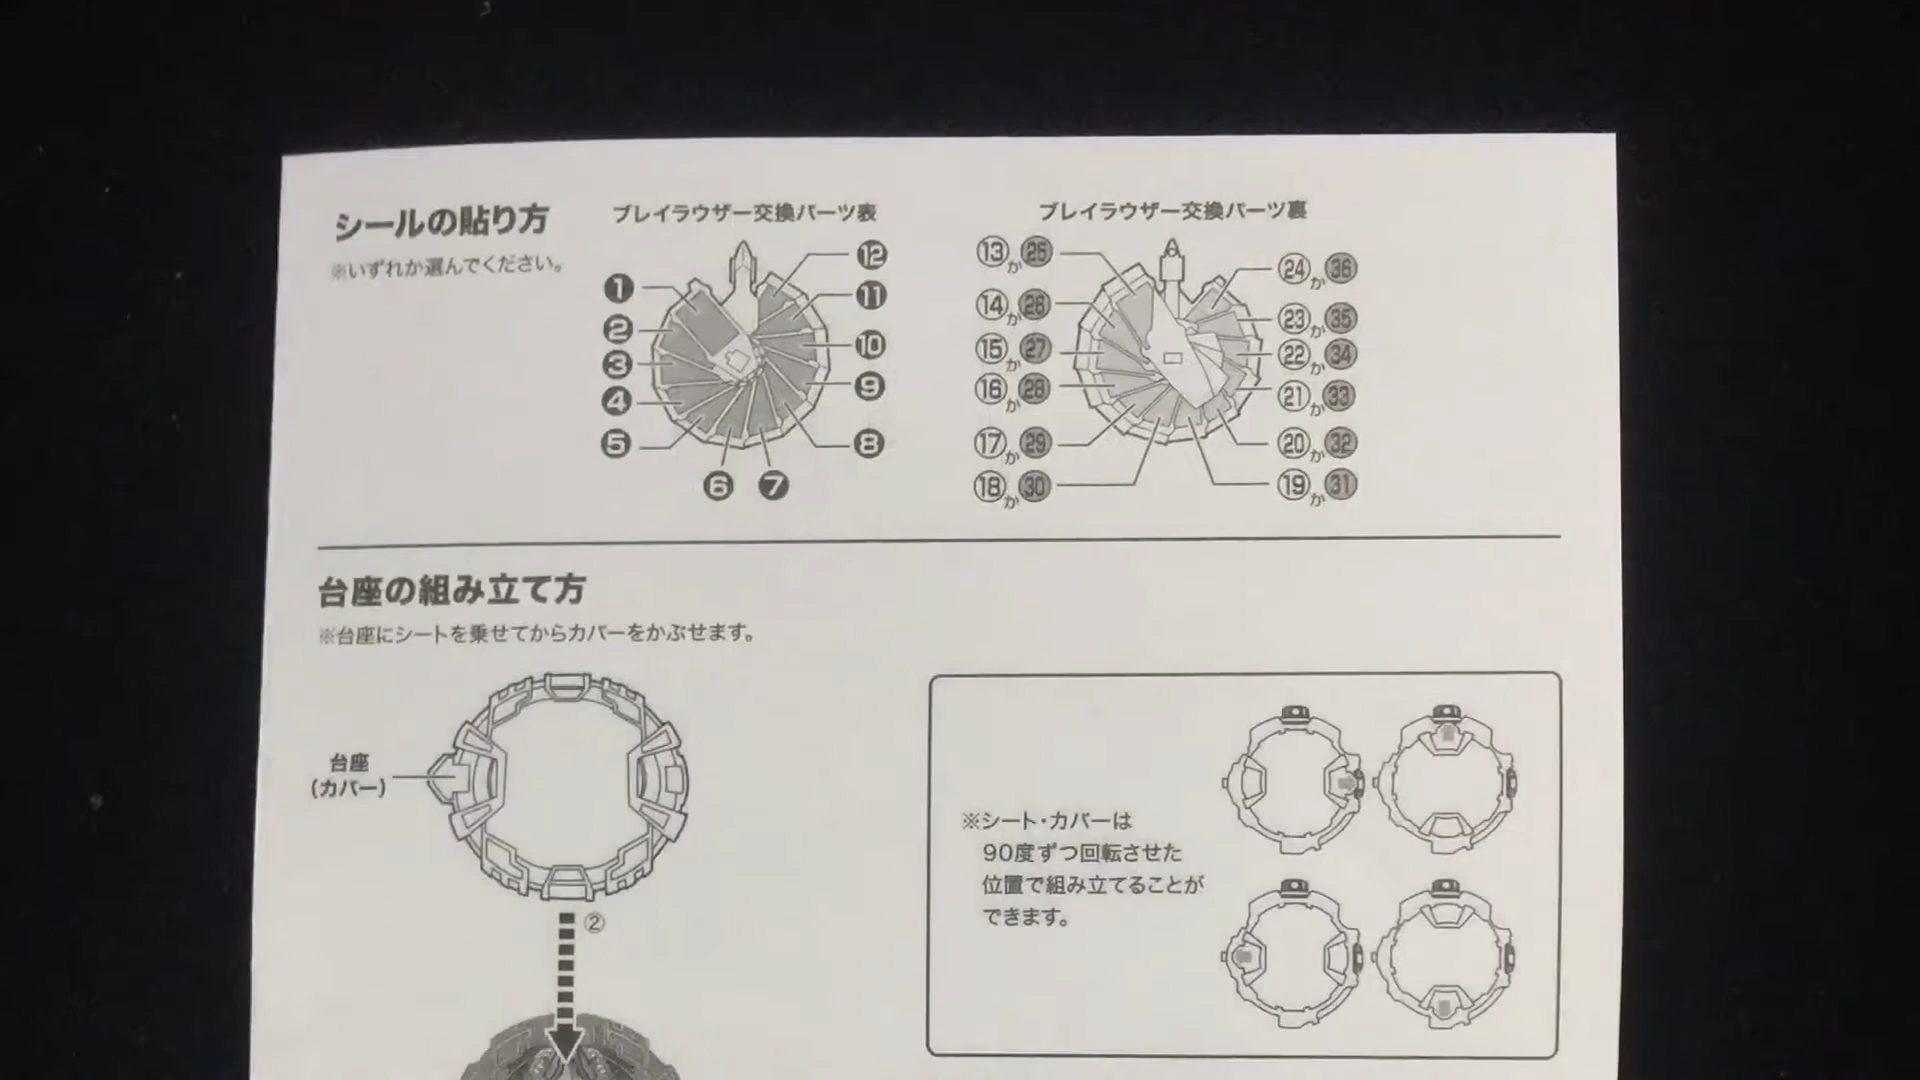 シールの貼り方
※いずれか選んでください。
ブレイラウザー交換パーツ表
1
2
3
4
5
6
7
8
9
10
11
12
ブレイラウザー交換パーツ裏
13か25
14か26
15か27
16か28
17か29
18か30
24か36
23か35
22か34
21か33
20か32
19か31
台座の組み立て方
※台座にシートを乗せてからカバーをかぶせます。
台座
(カバー)
②
※シート・カバーは
90度ずつ回転させた
位置で組み立てることが
できます。